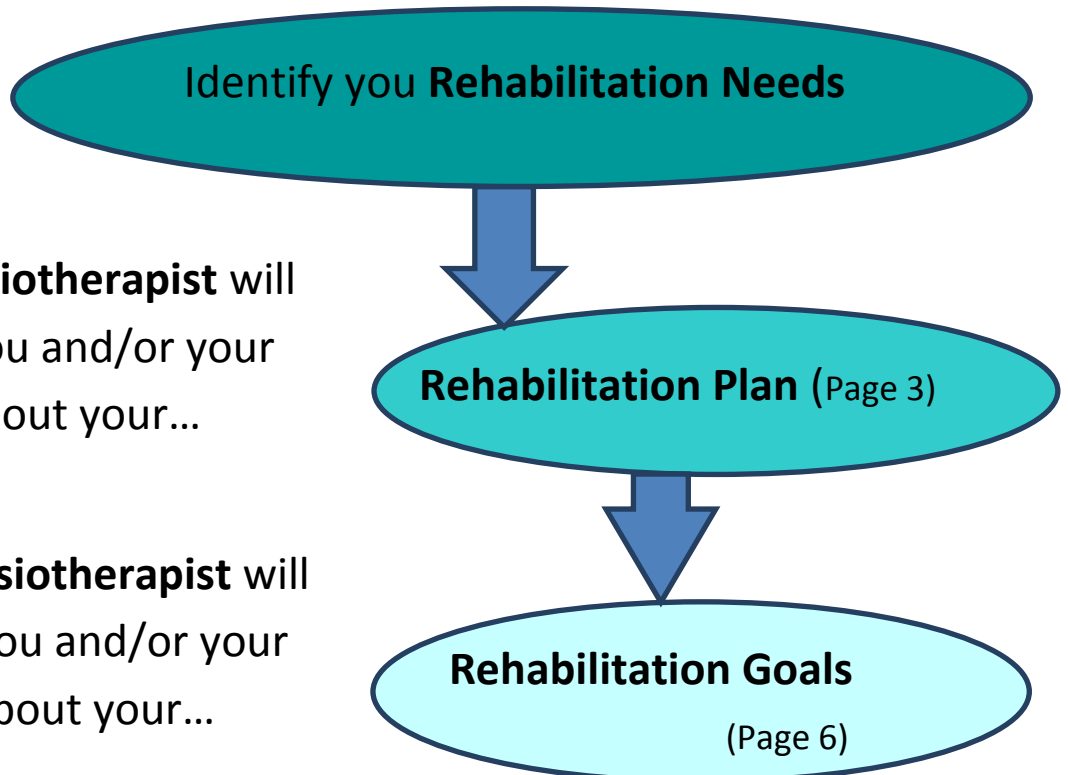 Identify you Rehabilitation Needs
iotherapist will
ou and/or your
out your…
Rehabilitation Plan (Page 3)
siotherapist will
ou and/or your
bout your…
Rehabilitation Goals
(Page 6)